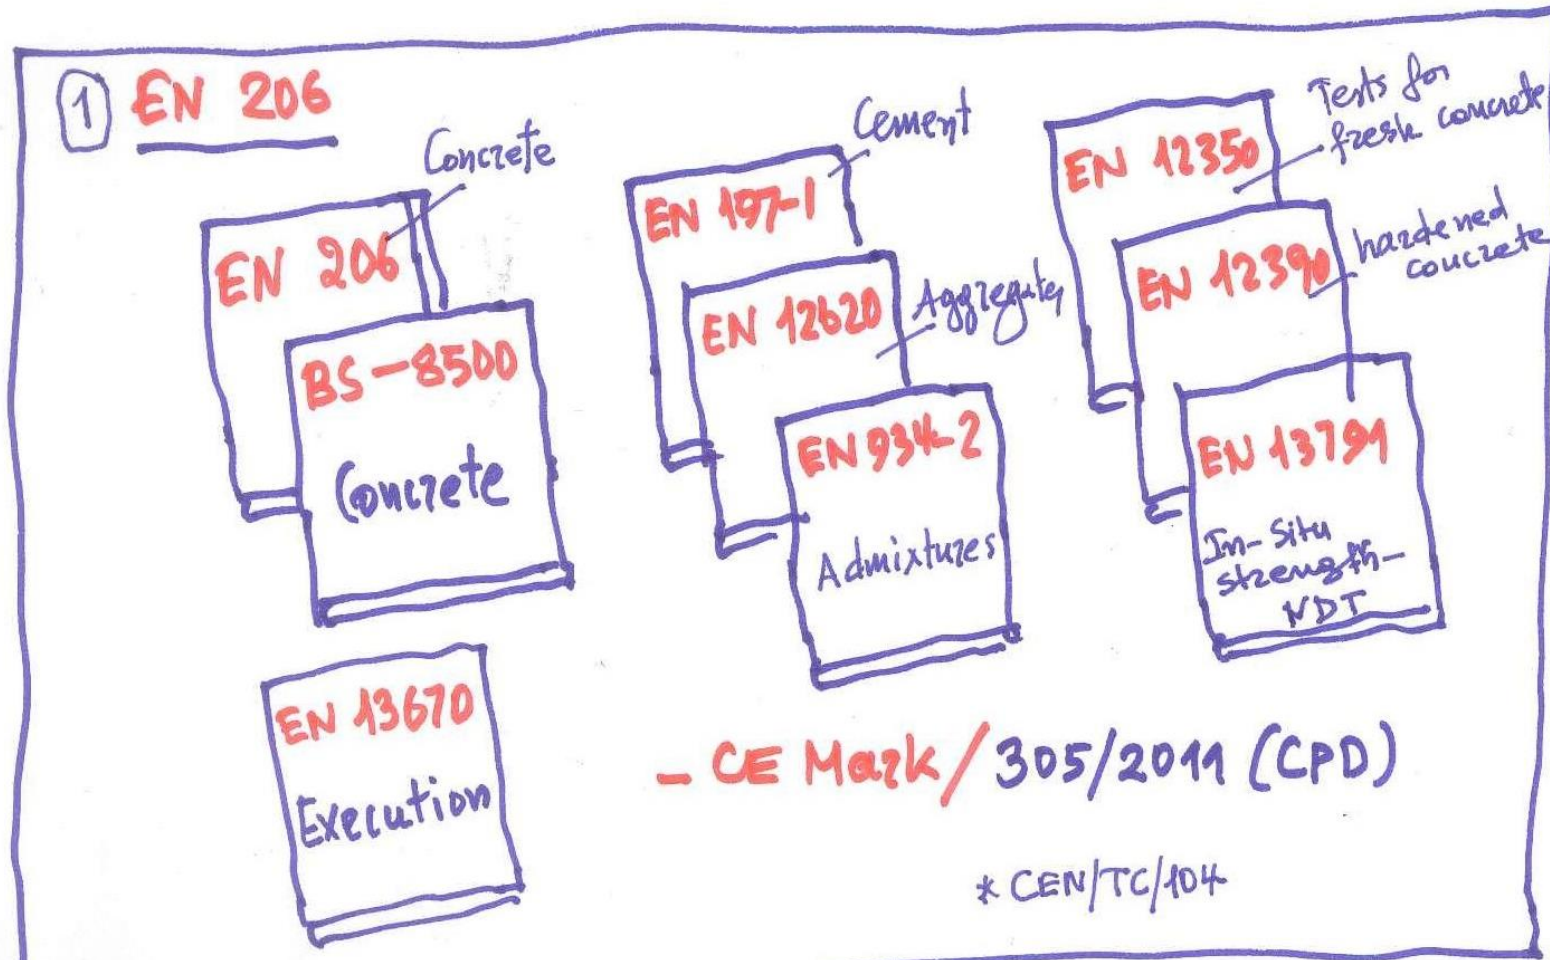 1 EN 206
Concrete
EN 206
BS-8500
Concrete
EN 13670
Execution
Cement
EN 197-1
EN 12620
Aggregates
EN 934-2
Admixtures
Tests for
fresh concrete
EN 12350
hardened
concrete
EN 12390
EN 13791
In-Situ
strength-
NDT
- CE Mark/305/2011 (CPD)
* CEN/TC/104